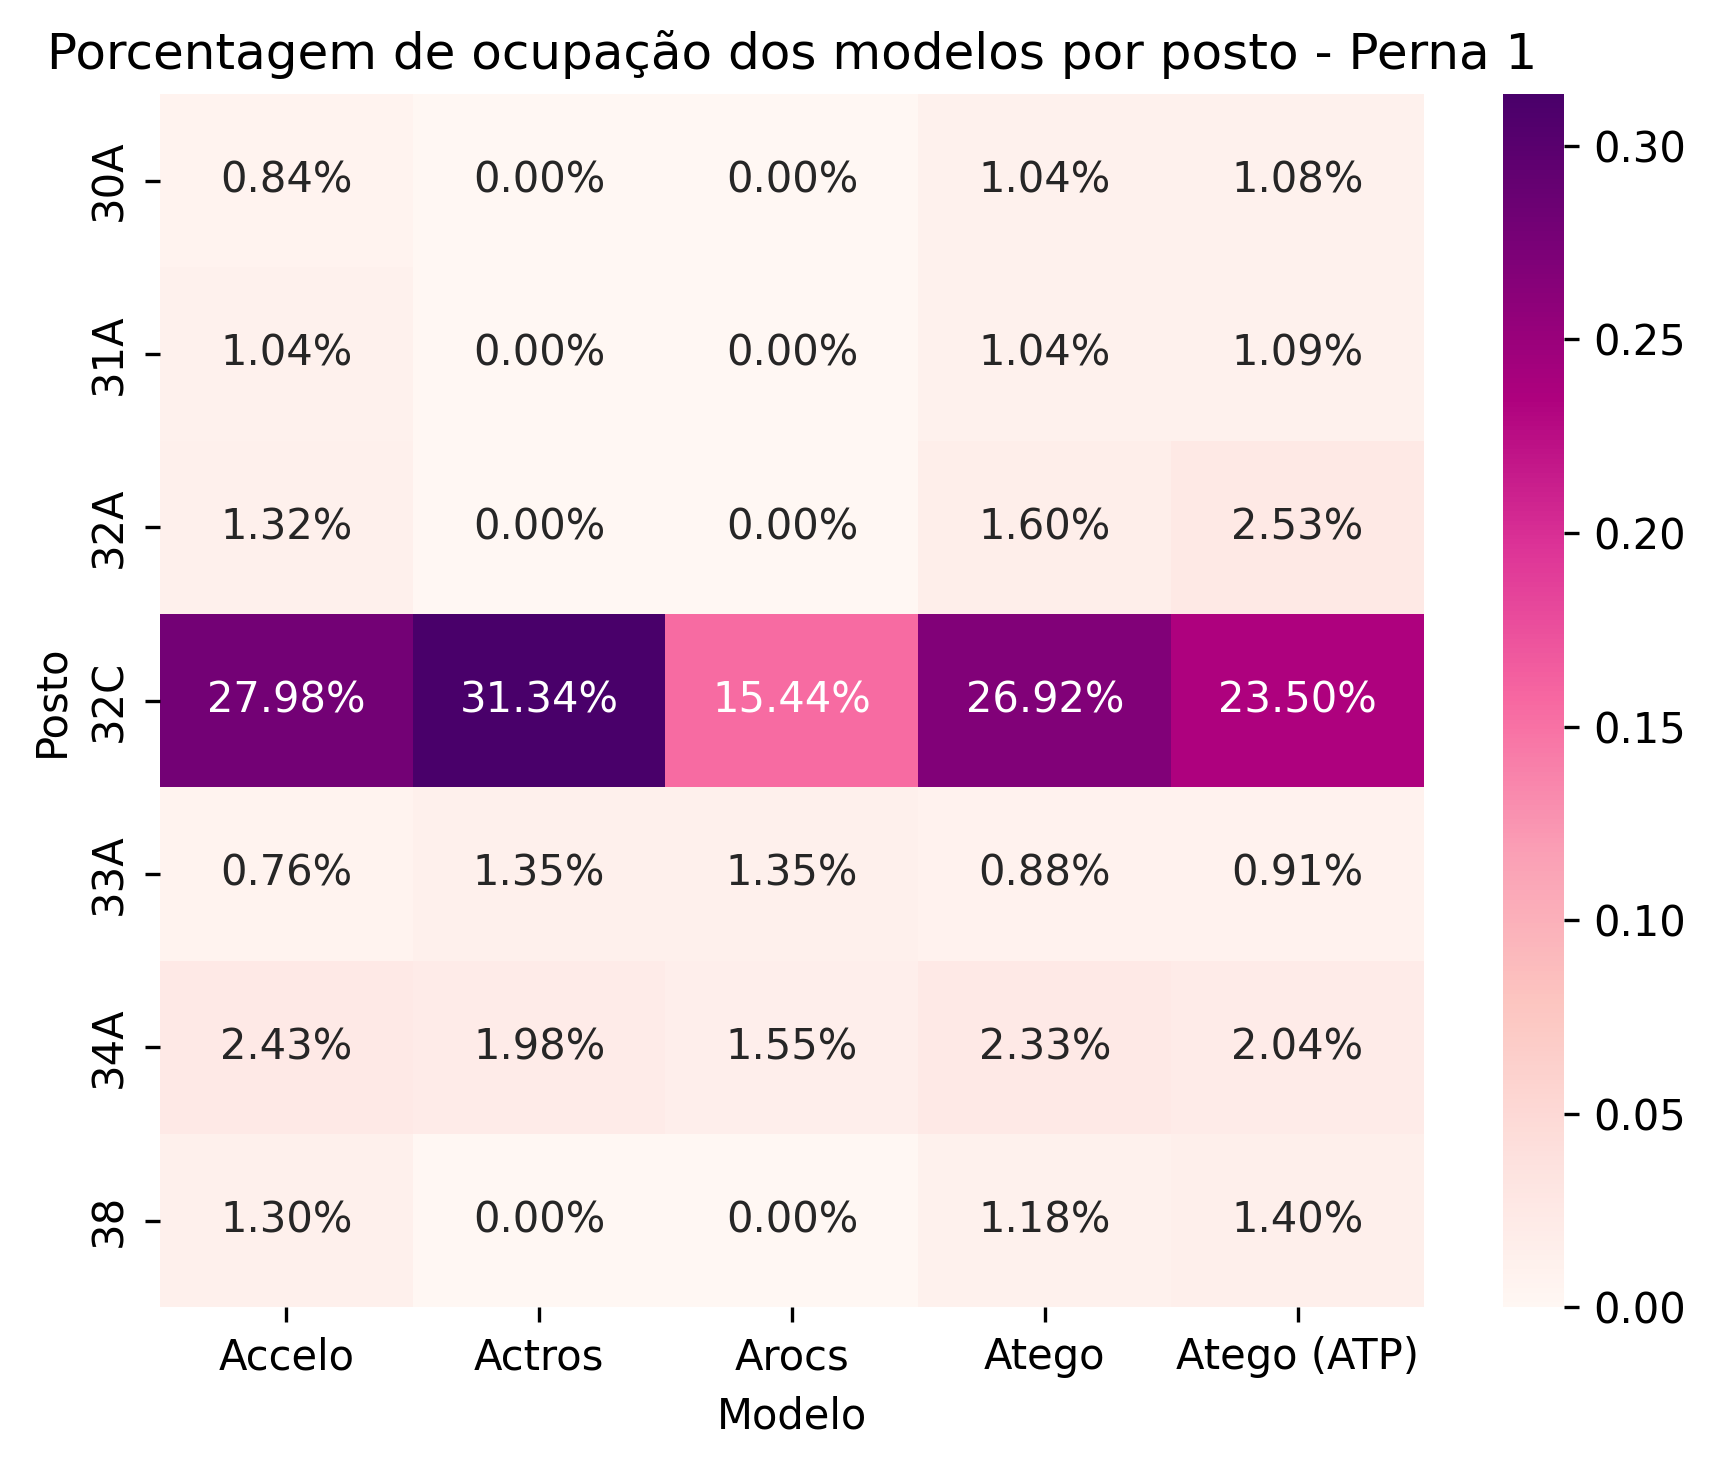 Porcentagem de ocupação dos modelos por posto - Perna 1
Posto
30A 0.84% 0.00% 0.00% 1.04% 1.08%
31A 1.04% 0.00% 0.00% 1.04% 1.09%
32A 1.32% 0.00% 0.00% 1.60% 2.53%
32C 27.98% 31.34% 15.44% 26.92% 23.50%
33A 0.76% 1.35% 1.35% 0.88% 0.91%
34A 2.43% 1.98% 1.55% 2.33% 2.04%
38 1.30% 0.00% 0.00% 1.18% 1.40%
Accelo Actros Arocs Atego Atego (ATP)
Modelo
0.30
0.25
0.20
0.15
0.10
0.05
0.00